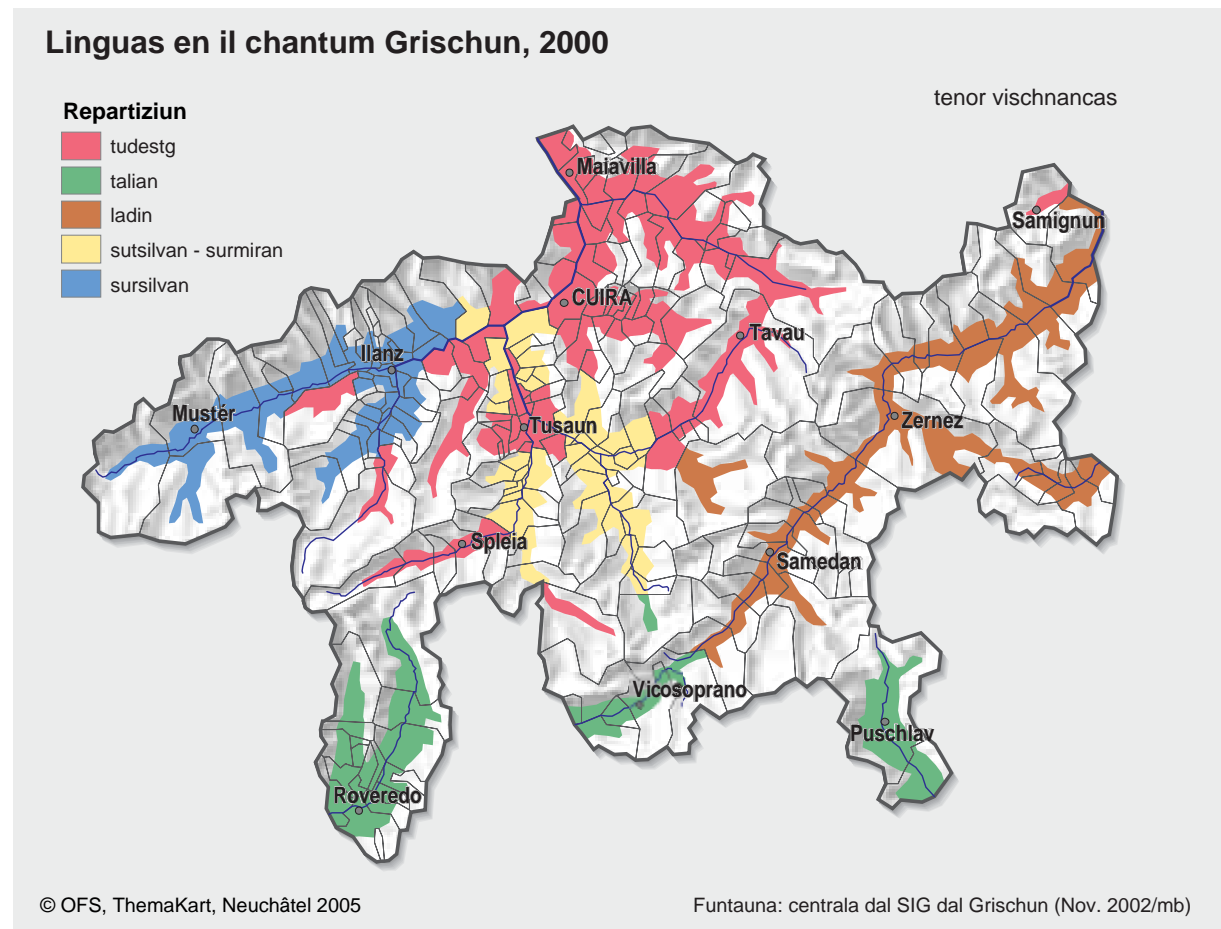 Linguas en il chantum Grischun, 2000
tenor vischnancas
Repartiziun
tudestg
talian
ladin
sutsilvan - surmiran
sursilvan
Maiavilla
Samignun
CUIRA
Tavau
Ilanz
Mustér
Zernez
Tusaun
Spleia
Samedan
Vicosoprano
Puschlav
Roveredo
© OFS, ThemaKart, Neuchâtel 2005
Funtauna: centrala dal SIG dal Grischun (Nov. 2002/mb)